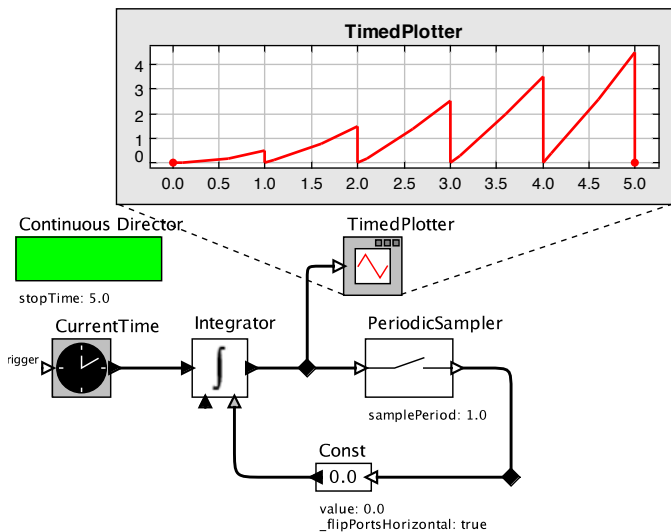 TimedPlotter
4
3
2
1
0
0.0 0.5 1.0 1.5 2.0 2.5 3.0 3.5 4.0 4.5 5.0
Continuous Director
TimedPlotter
stopTime: 5.0
CurrentTime
Integrator
PeriodicSampler
rigger
samplePeriod: 1.0
Const
0.0
value: 0.0
_flipPortsHorizontal: true